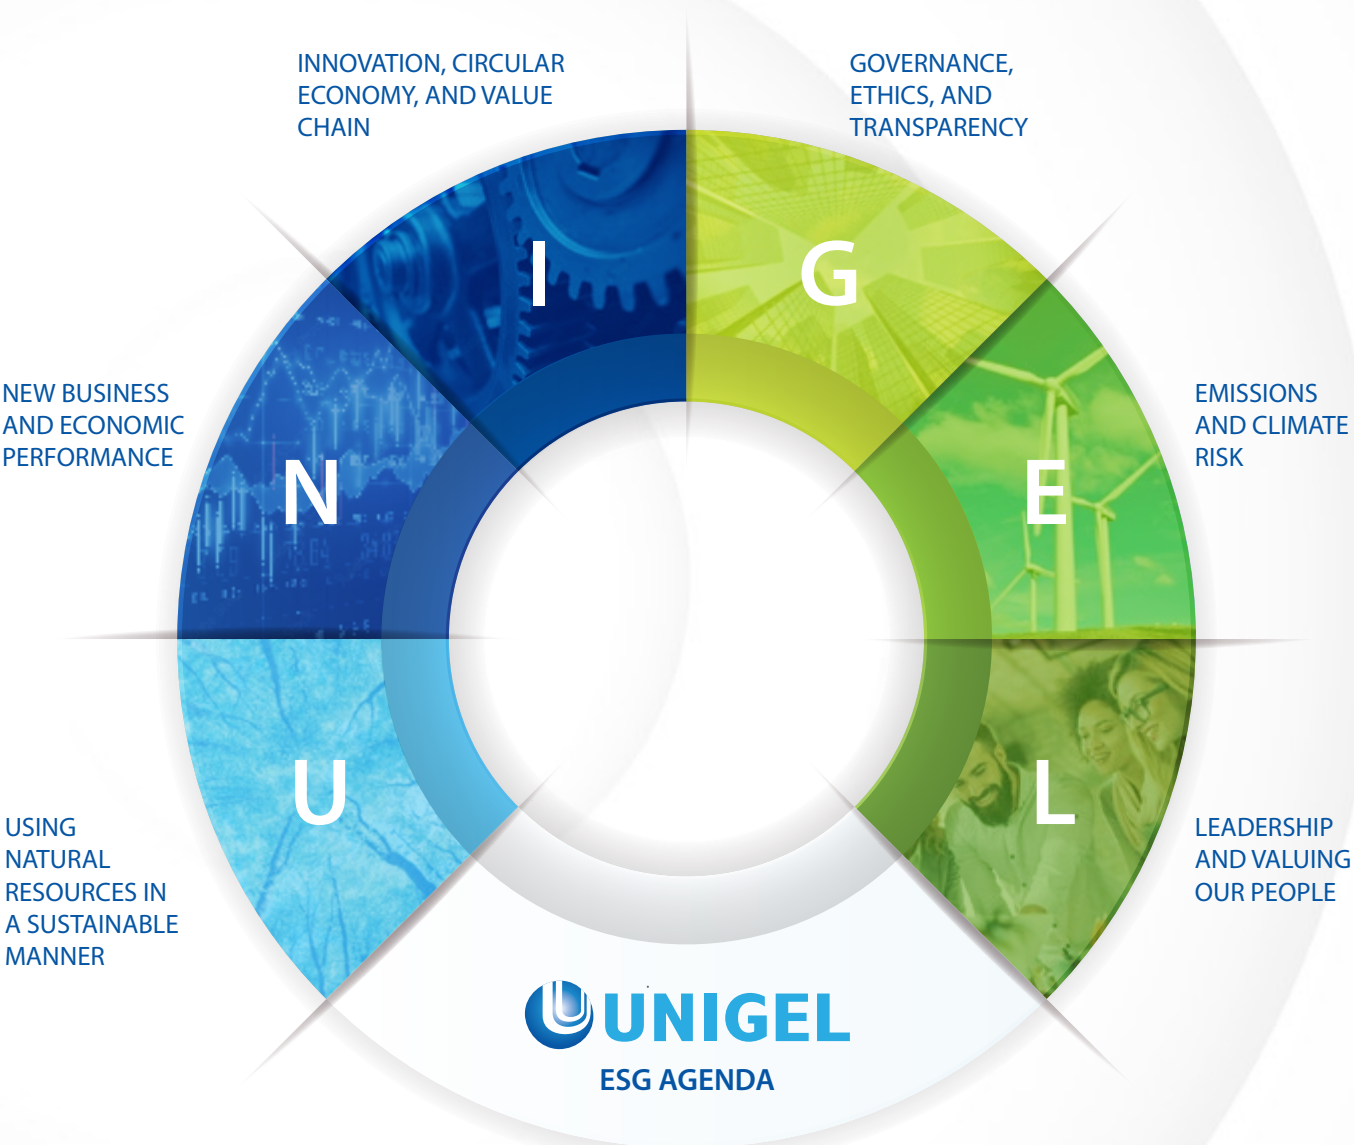 INNOVATION, CIRCULAR
ECONOMY, AND VALUE
CHAIN
GOVERNANCE,
ETHICS, AND
TRANSPARENCY
I
G
NEW BUSINESS
AND ECONOMIC
PERFORMANCE
EMISSIONS
AND CLIMATE
RISK
N
E
U
L
USING
NATURAL
RESOURCES IN
A SUSTAINABLE
MANNER
LEADERSHIP
AND VALUING
OUR PEOPLE
UNIGEL
ESG AGENDA